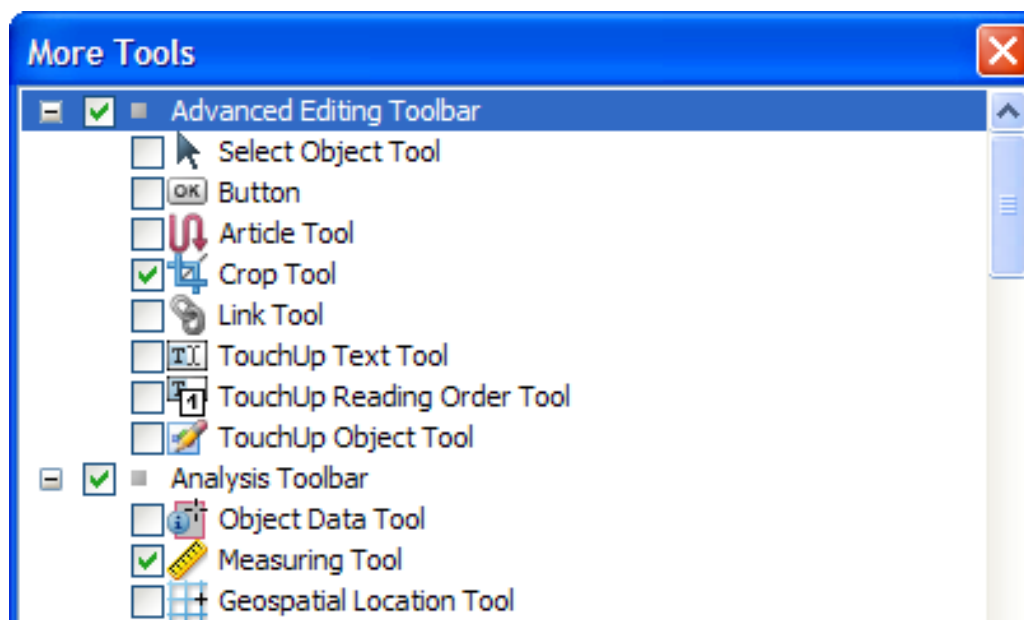 More Tools
Advanced Editing Toolbar
Select Object Tool
OK Button
Article Tool
Crop Tool
Link Tool
T TouchUp Text Tool
T 1 TouchUp Reading Order Tool
TouchUp Object Tool
Analysis Toolbar
i Object Data Tool
Measuring Tool
Geospatial Location Tool